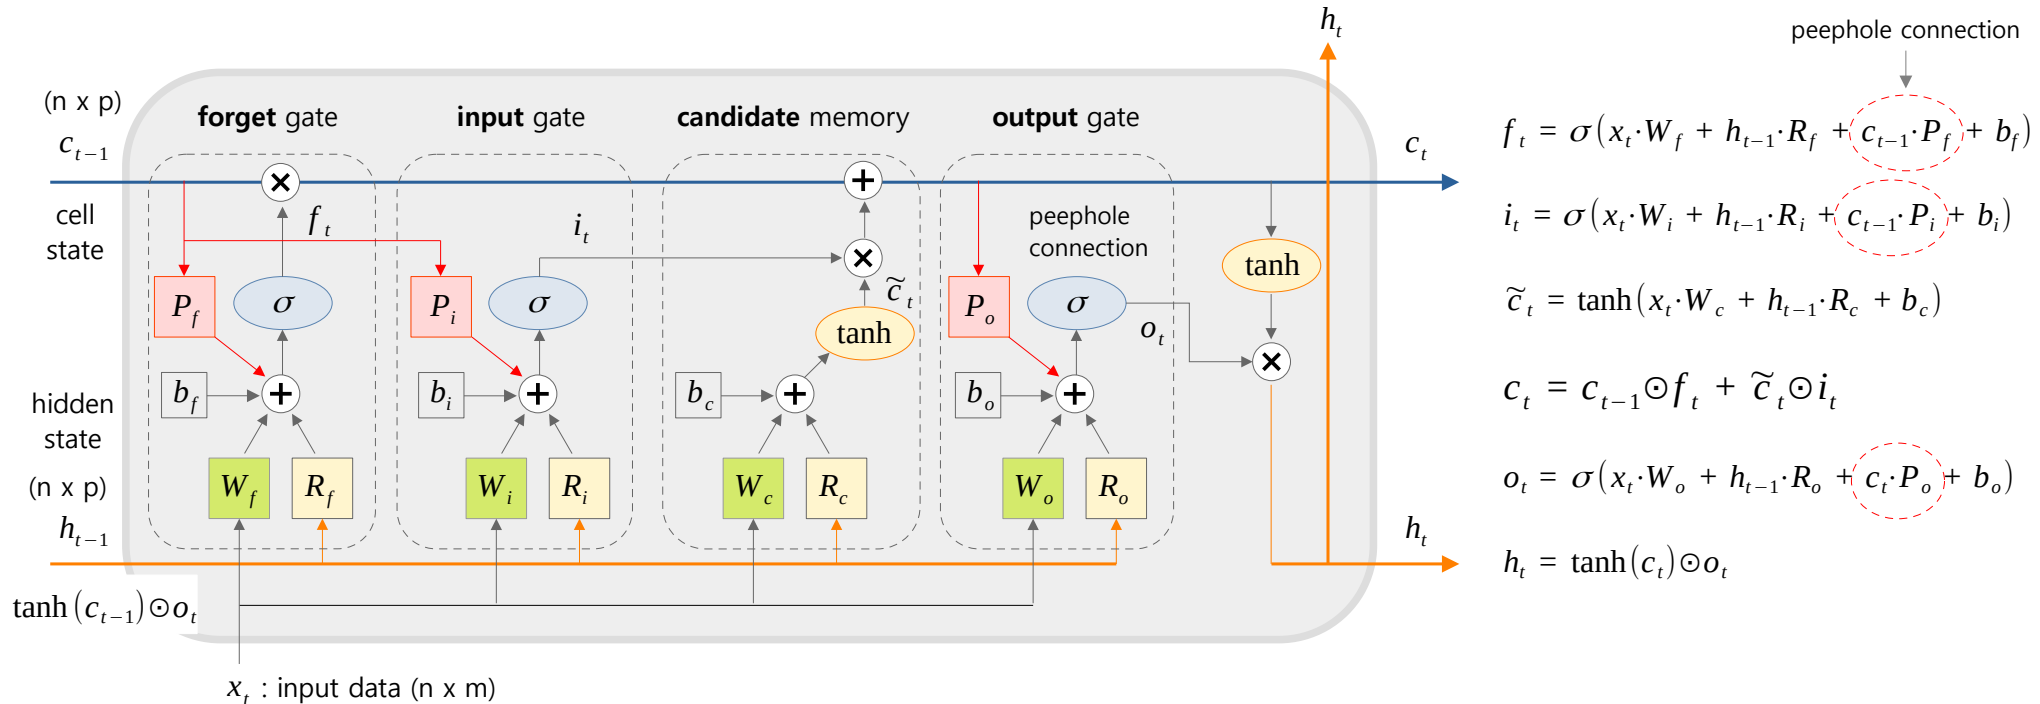 h_t
peephole connection
(n x p)
c_{t-1}
forget gate
input gate
candidate memory
output gate
c_t
f_t = σ(x_t·W_f + h_{t-1}·R_f + c_{t-1}·P_f + b_f)
×
+
cell
state
f_t
i_t
peephole
connection
i_t = σ(x_t·W_i + h_{t-1}·R_i + c_{t-1}·P_i + b_i)
×
tanh
P_f
σ
P_i
σ
c̃_t
P_o
σ
c̃_t = tanh(x_t·W_c + h_{t-1}·R_c + b_c)
tanh
o_t
×
hidden
state
b_f
+
b_i
+
b_c
+
b_o
+
c_t = c_{t-1}⊙f_t + c̃_t⊙i_t
(n x p)
h_{t-1}
W_f
R_f
W_i
R_i
W_c
R_c
W_o
R_o
o_t = σ(x_t·W_o + h_{t-1}·R_o + c_t·P_o + b_o)
h_t
h_t = tanh(c_t)⊙o_t
tanh(c_{t-1})⊙o_t
x_t : input data (n x m)